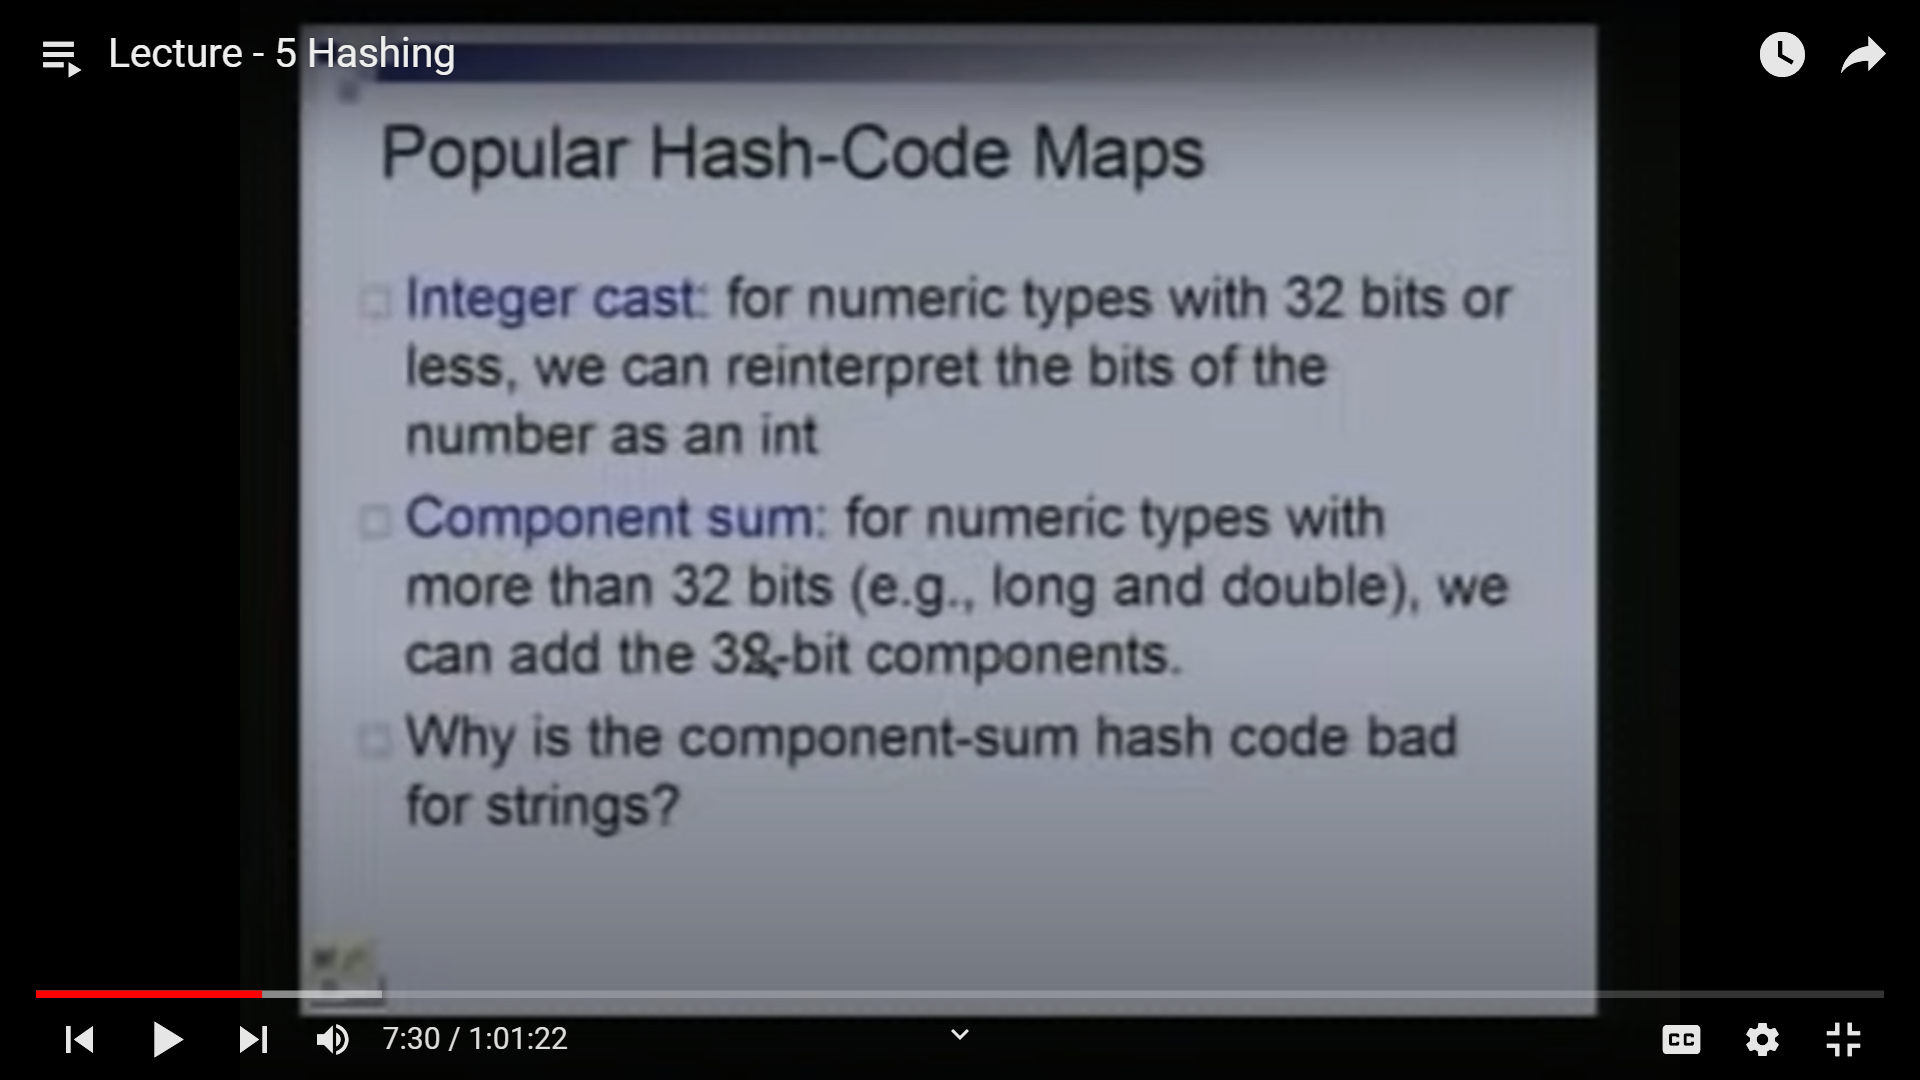 Lecture - 5 Hashing
Popular Hash-Code Maps
Integer cast: for numeric types with 32 bits or
less, we can reinterpret the bits of the
number as an int
Component sum: for numeric types with
more than 32 bits (e.g., long and double), we
can add the 32-bit components.
Why is the component-sum hash code bad
for strings?
7:30 / 1:01:22
CC